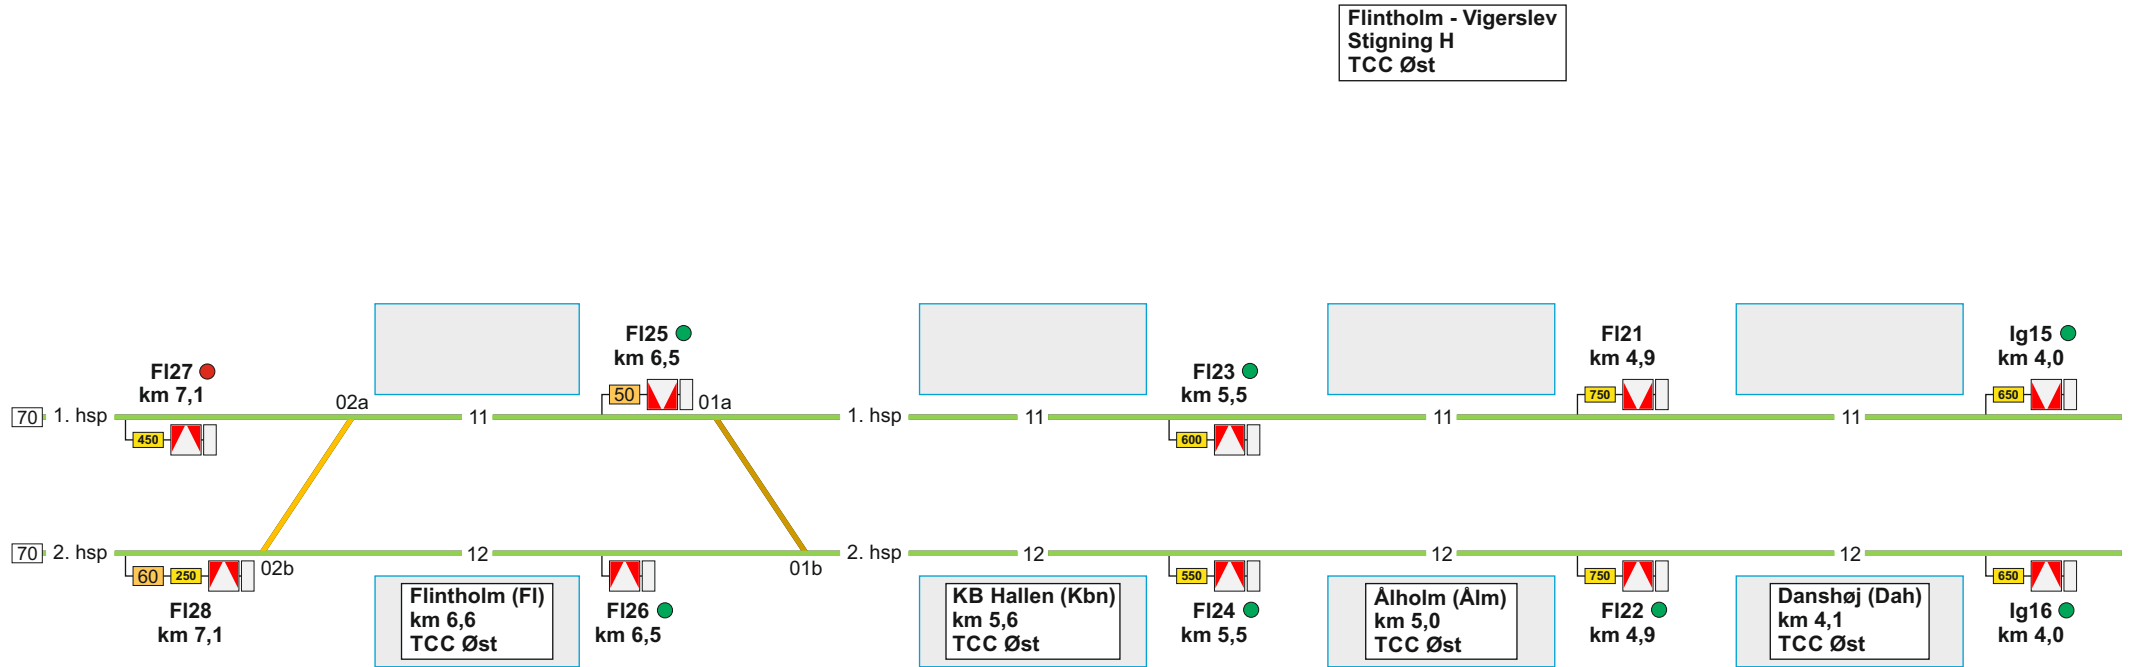 Flintholm - Vigerslev
Stigning H
TCC Øst
Fl27
km 7,1
450
02a
Fl25
km 6,5
50
01a
Fl23
km 5,5
600
Fl21
km 4,9
750
Ig15
km 4,0
650
70 1. hsp 11 1. hsp 11 11 11
70 2. hsp 12 2. hsp 12 12 12
60 250
02b
Fl28
km 7,1
Flintholm (Fl)
km 6,6
TCC Øst
Fl26
km 6,5
01b
KB Hallen (Kbn)
km 5,6
TCC Øst
550
Fl24
km 5,5
Ålholm (Ålm)
km 5,0
TCC Øst
750
Fl22
km 4,9
Danshøj (Dah)
km 4,1
TCC Øst
650
Ig16
km 4,0